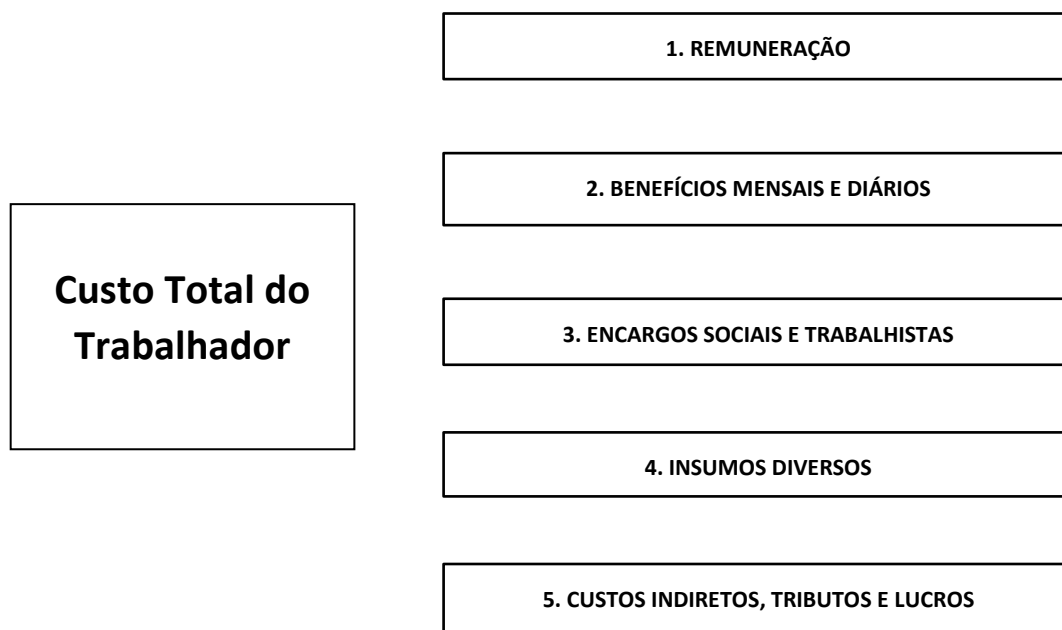 1. REMUNERAÇÃO
2. BENEFÍCIOS MENSAIS E DIÁRIOS
Custo Total do
Trabalhador
3. ENCARGOS SOCIAIS E TRABALHISTAS
4. INSUMOS DIVERSOS
5. CUSTOS INDIRETOS, TRIBUTOS E LUCROS